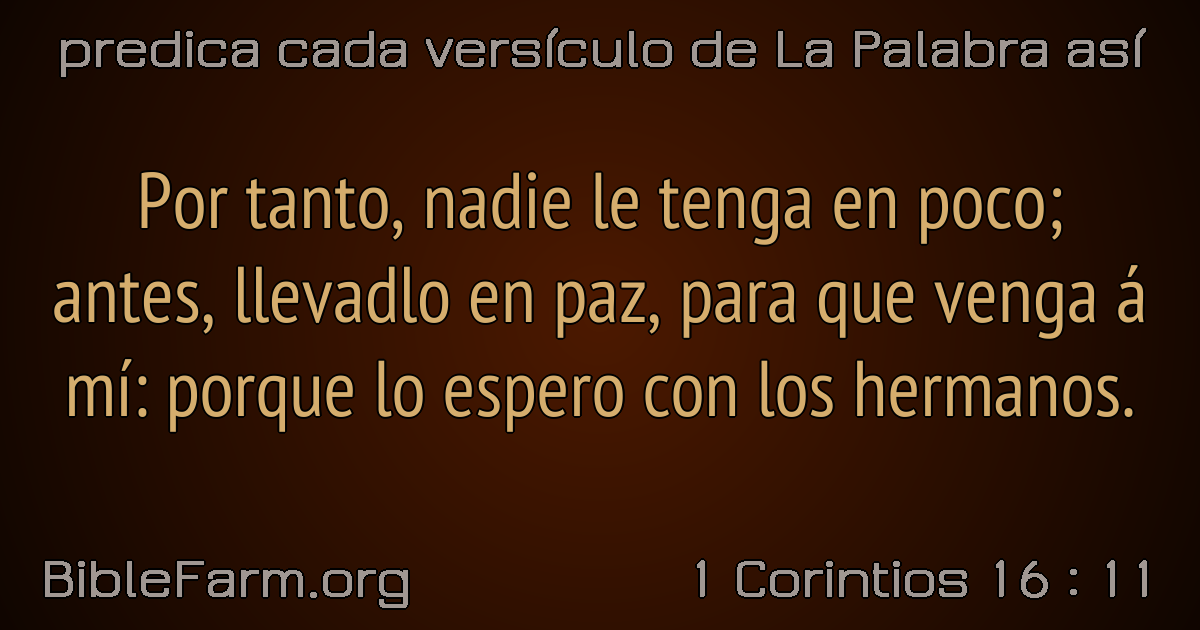 predica cada versículo de La Palabra así
Por tanto, nadie le tenga en poco;
antes, llevadlo en paz, para que venga á
mí: porque lo espero con los hermanos.
BibleFarm.org
1 Corintios 16 : 11